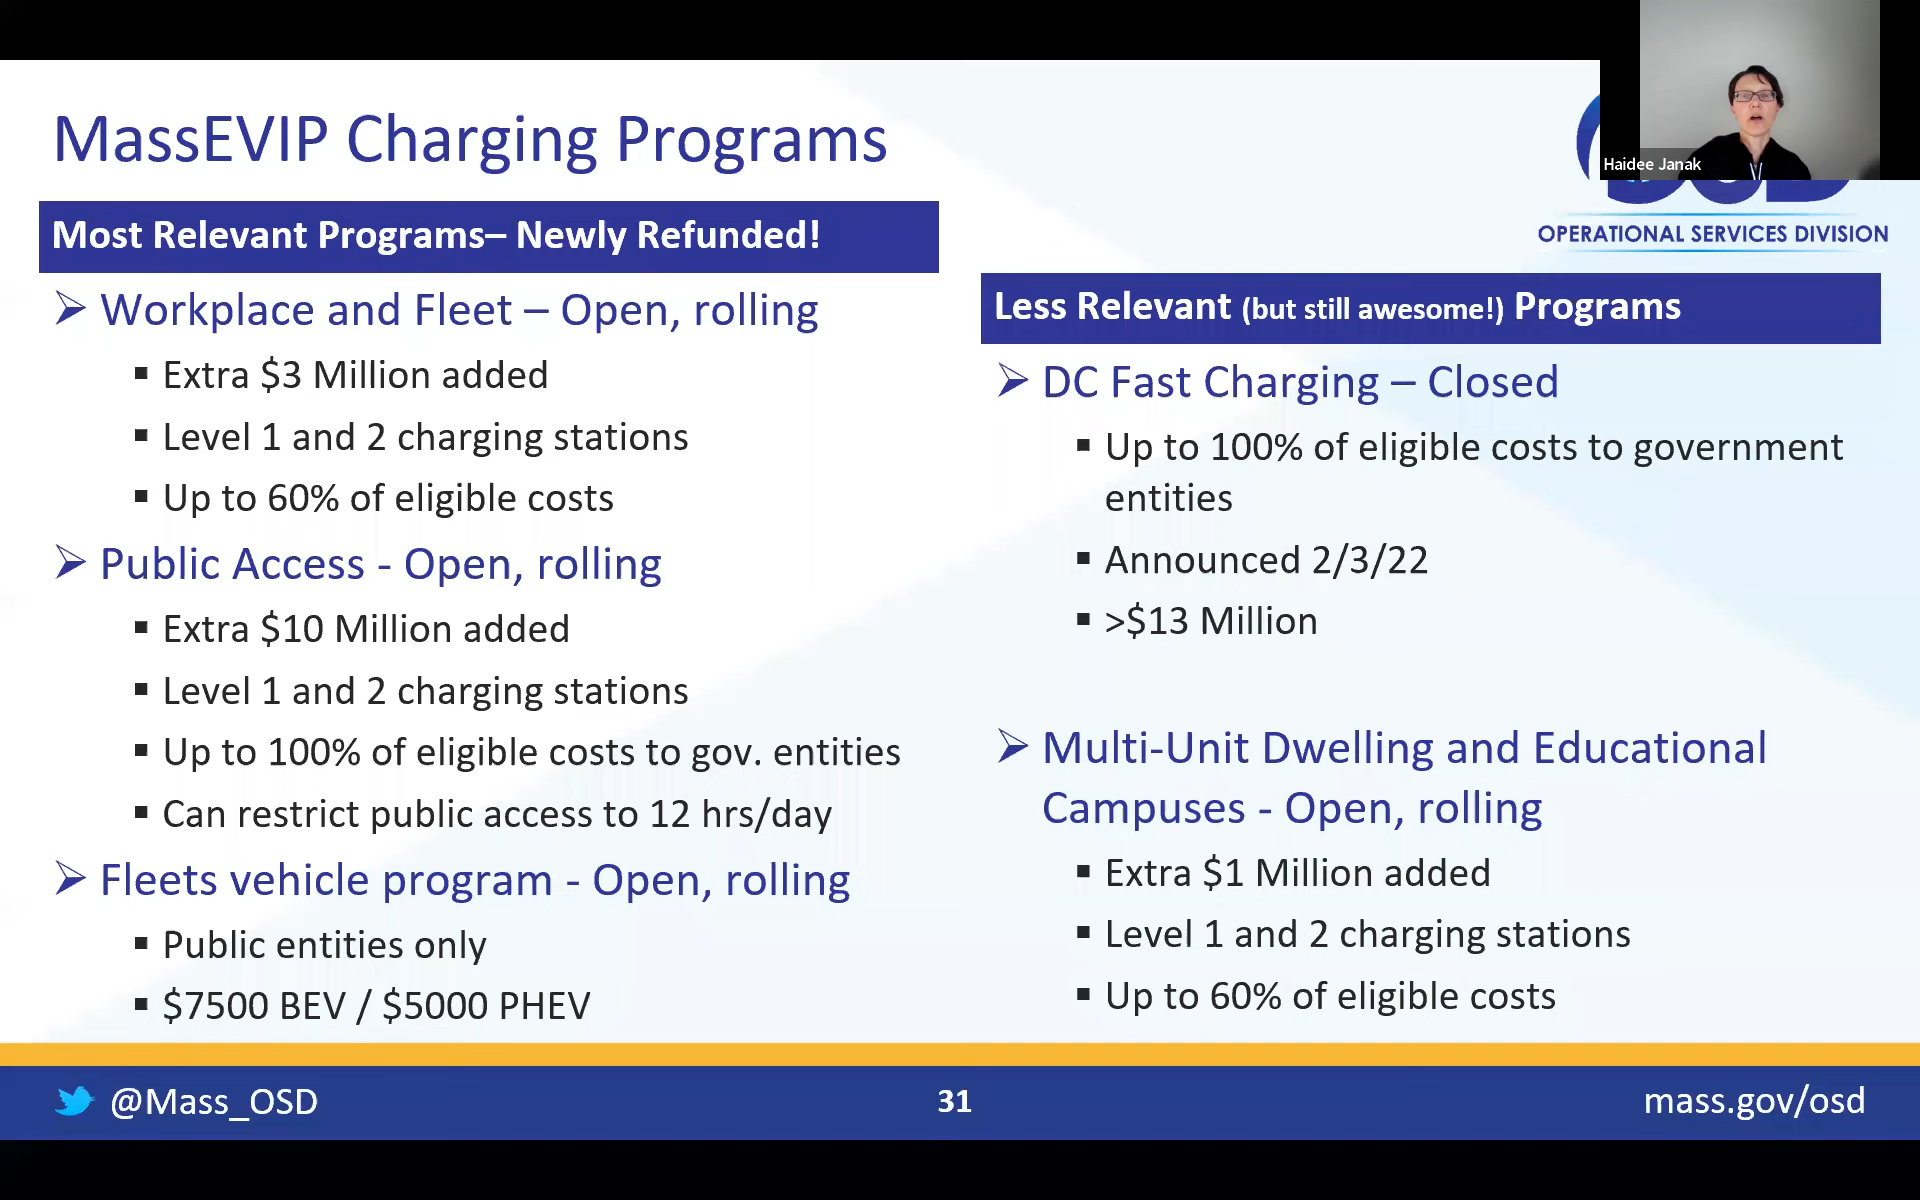 MassEVIP Charging Programs
Haidee Janak
OPERATIONAL SERVICES DIVISION
Most Relevant Programs– Newly Refunded!
Workplace and Fleet – Open, rolling
Extra $3 Million added
Level 1 and 2 charging stations
Up to 60% of eligible costs
Public Access - Open, rolling
Extra $10 Million added
Level 1 and 2 charging stations
Up to 100% of eligible costs to gov. entities
Can restrict public access to 12 hrs/day
Fleets vehicle program - Open, rolling
Public entities only
$7500 BEV / $5000 PHEV
Less Relevant (but still awesome!) Programs
DC Fast Charging – Closed
Up to 100% of eligible costs to government
entities
Announced 2/3/22
>$13 Million
Multi-Unit Dwelling and Educational
Campuses - Open, rolling
Extra $1 Million added
Level 1 and 2 charging stations
Up to 60% of eligible costs
@Mass_OSD
31
mass.gov/osd